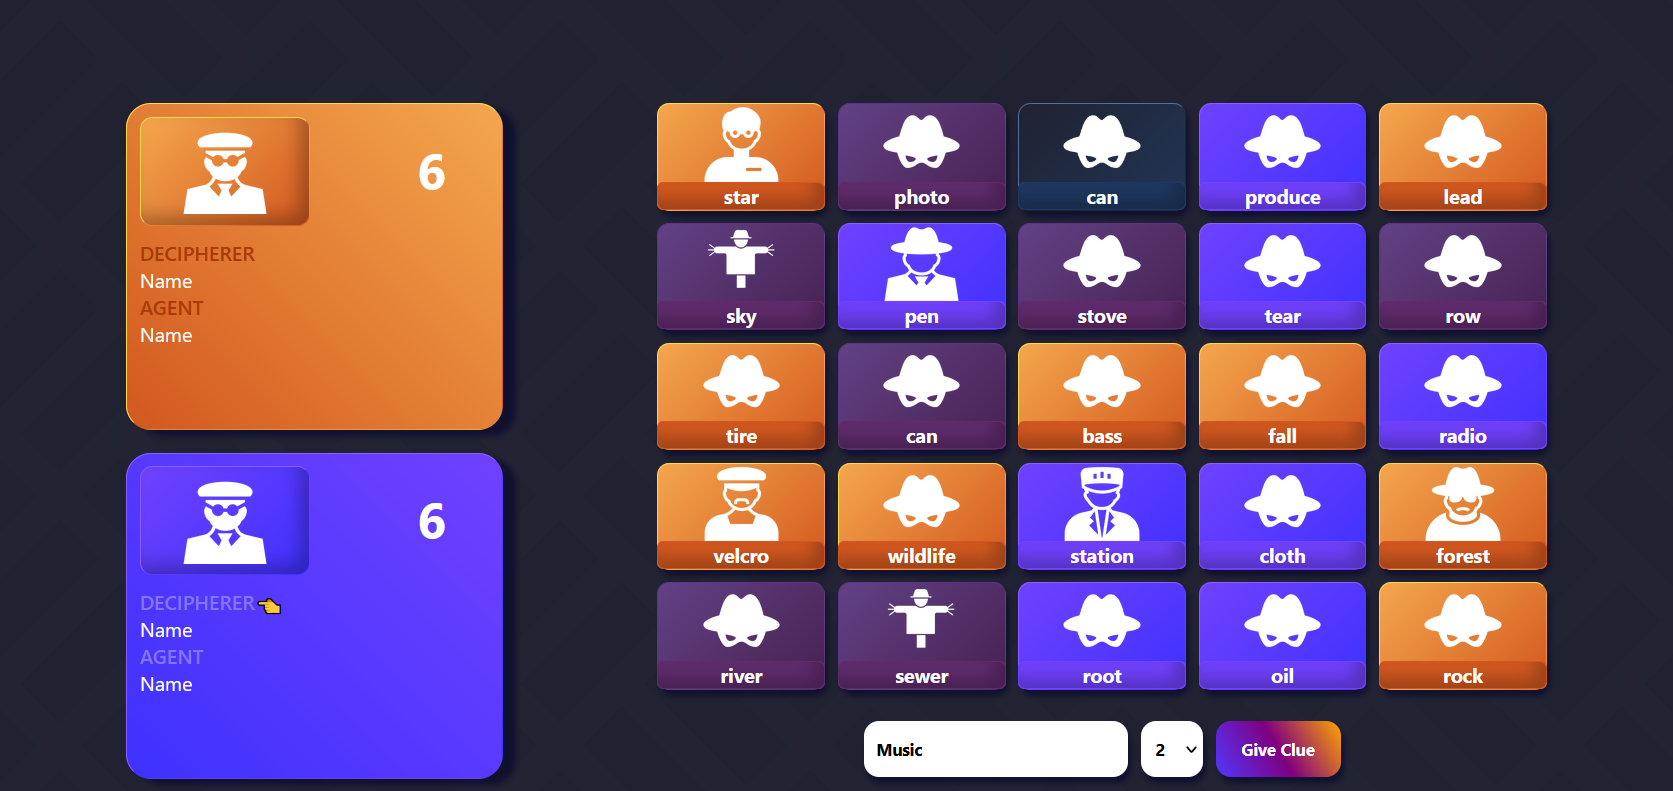 6
DECIPHERER
Name
AGENT
Name
6
DECIPHERER
Name
AGENT
Name
star
photo
can
produce
lead
sky
pen
stove
tear
row
tire
can
bass
fall
radio
velcro
wildlife
station
cloth
forest
river
sewer
root
oil
rock
Music
2
Give Clue